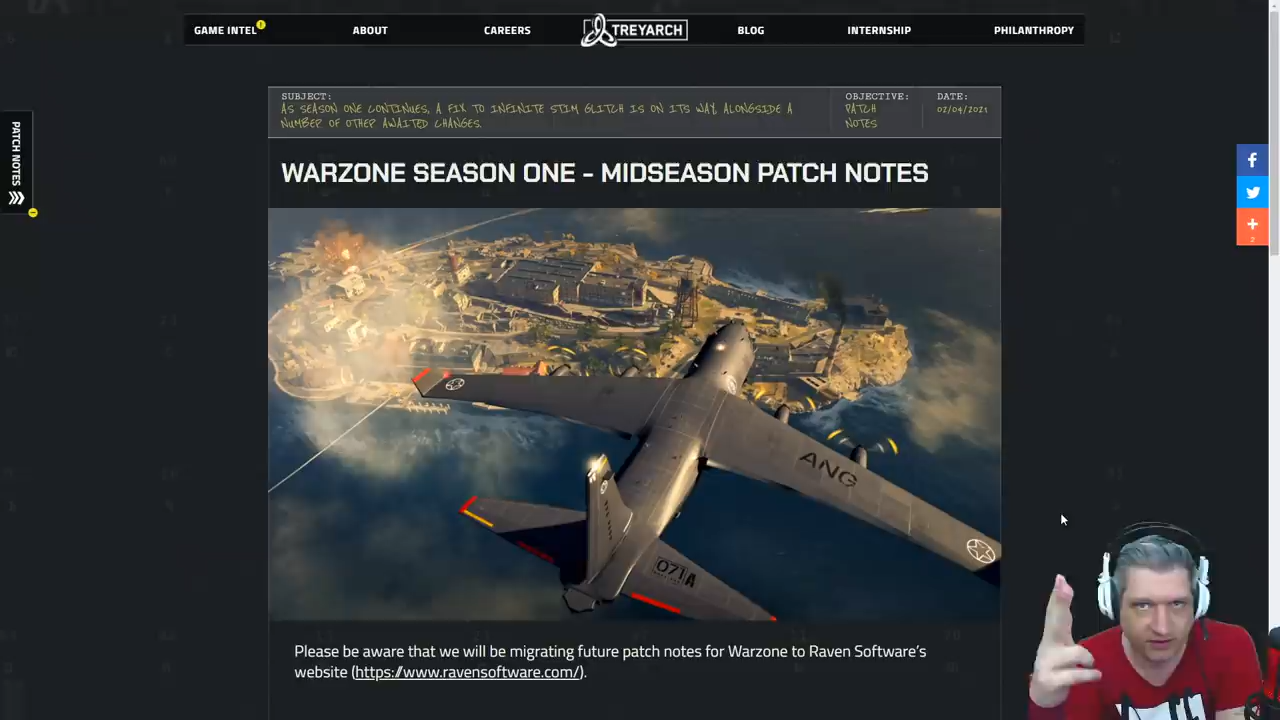 GAME INTEL
ABOUT
CAREERS
TREYARCH
BLOG
INTERNSHIP
PHILANTHROPY
SUBJECT:
AS SEASON ONE CONTINUES, A FIX TO INFINITE STIM GLITCH IS ON ITS WAY, ALONGSIDE A
NUMBER OF OTHER AWAITED CHANGES.
OBJECTIVE:
PATCH
NOTES
DATE:
02/04/2021
PATCH NOTES
WARZONE SEASON ONE - MIDSEASON PATCH NOTES
ANG
071A
Please be aware that we will be migrating future patch notes for Warzone to Raven Software's
website (https://www.ravensoftware.com/).